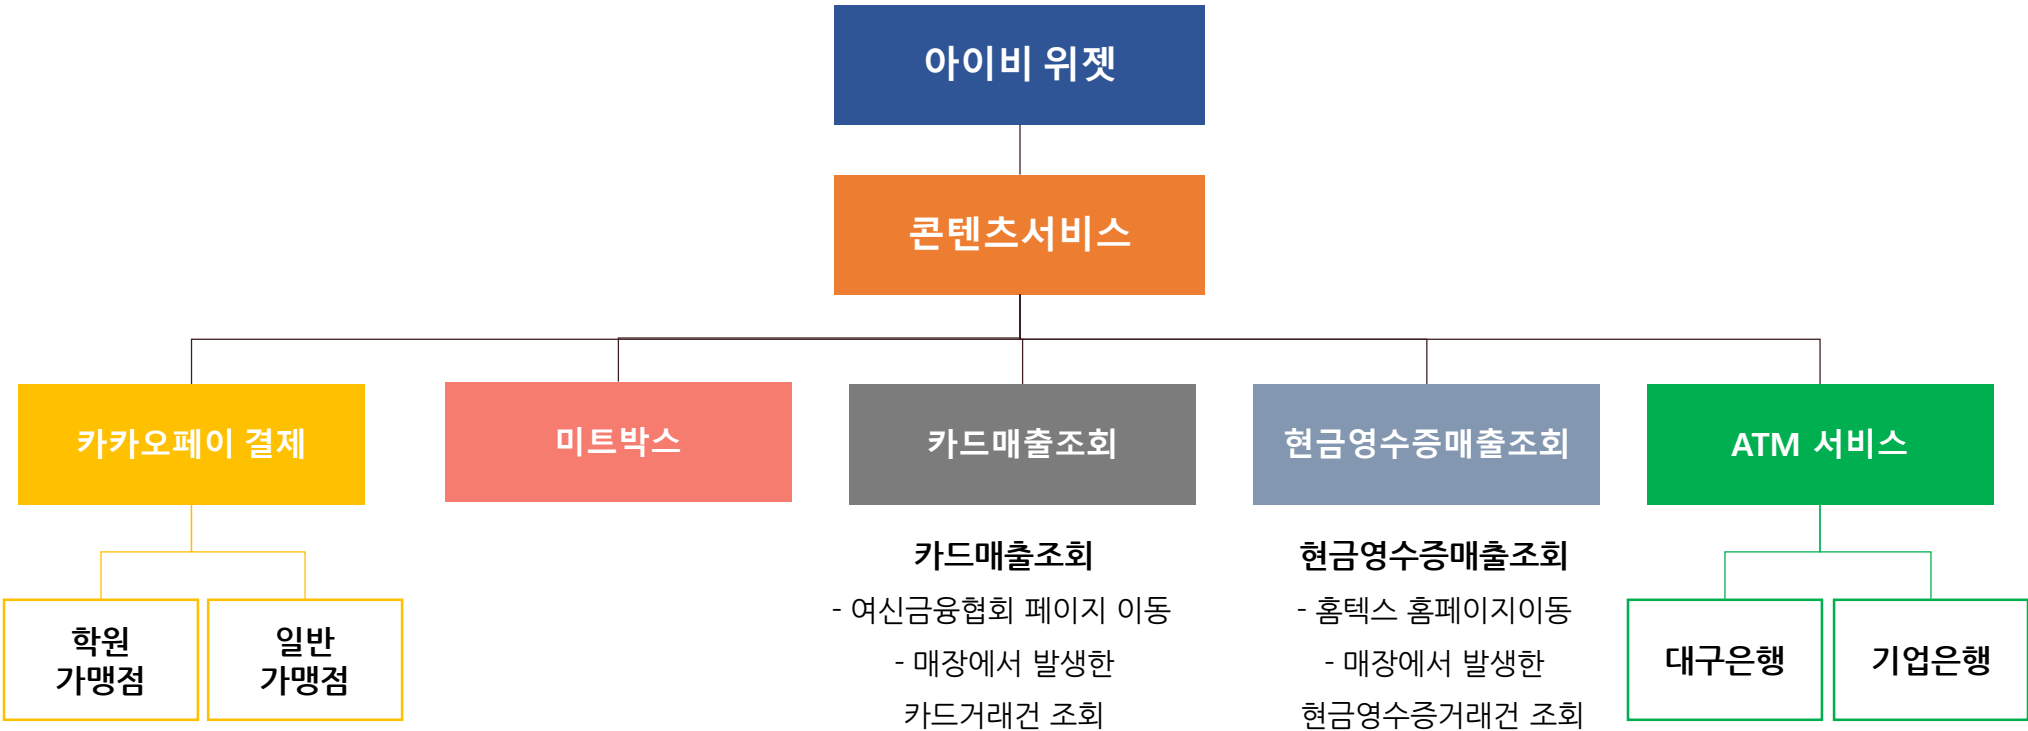 아이비 위젯
콘텐츠서비스
카카오페이 결제
미트박스
카드매출조회
현금영수증매출조회
ATM 서비스
학원
가맹점
일반
가맹점
카드매출조회
- 여신금융협회 페이지 이동
- 매장에서 발생한
카드거래건 조회
현금영수증매출조회
- 홈텍스 홈페이지이동
- 매장에서 발생한
현금영수증거래건 조회
대구은행
기업은행